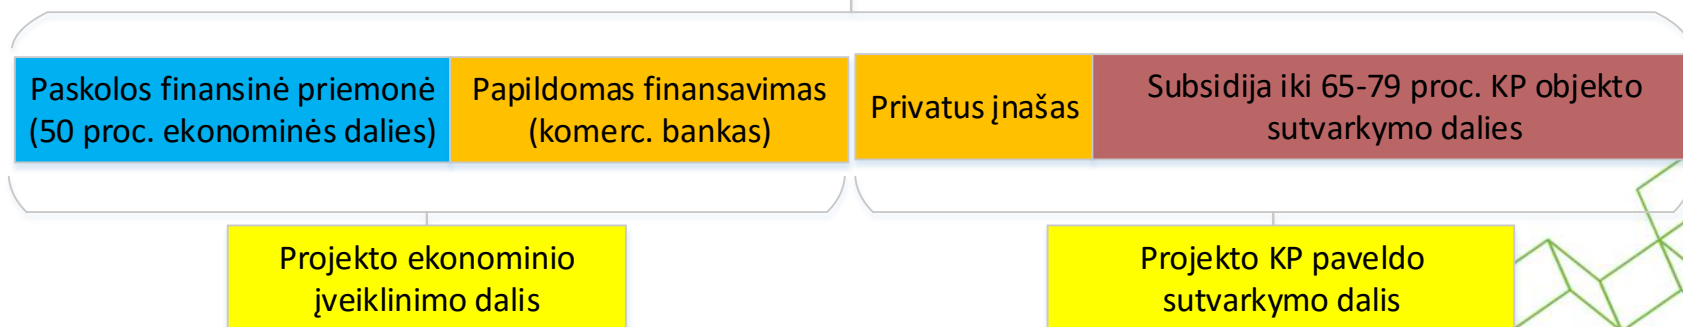 Paskolos finansinė priemonė
(50 proc. ekonominės dalies)
Papildomas finansavimas
(komerc. bankas)
Privatus įnašas
Subsidija iki 65-79 proc. KP objekto
sutvarkymo dalies
Projekto ekonominio
įveiklinimo dalis
Projekto KP paveldo
sutvarkymo dalis